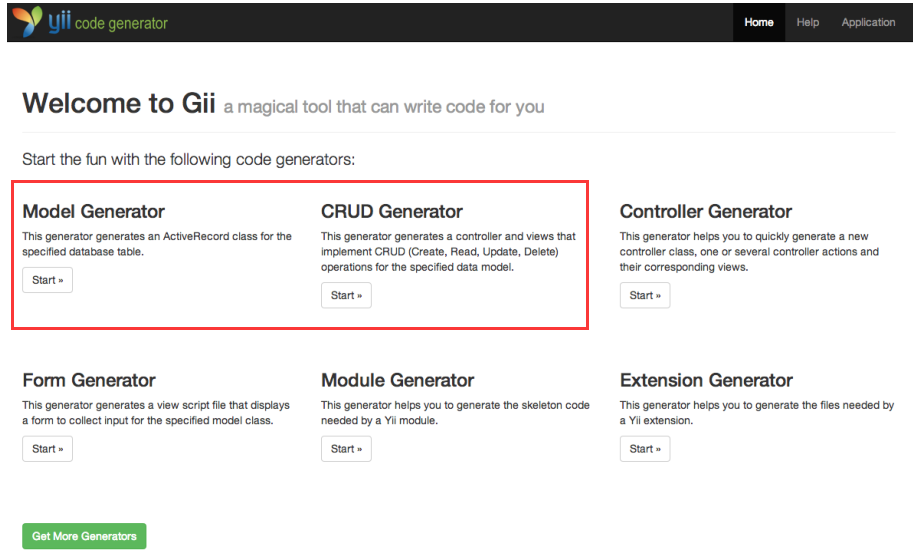 yii code generator
Home Help Application
Welcome to Gii a magical tool that can write code for you
Start the fun with the following code generators:
Model Generator
This generator generates an ActiveRecord class for the
specified database table.
Start »
CRUD Generator
This generator generates a controller and views that
implement CRUD (Create, Read, Update, Delete)
operations for the specified data model.
Start »
Controller Generator
This generator helps you to quickly generate a new
controller class, one or several controller actions and
their corresponding views.
Start »
Form Generator
This generator generates a view script file that displays
a form to collect input for the specified model class.
Start »
Module Generator
This generator helps you to generate the skeleton code
needed by a Yii module.
Start »
Extension Generator
This generator helps you to generate the files needed by
a Yii extension.
Start »
Get More Generators